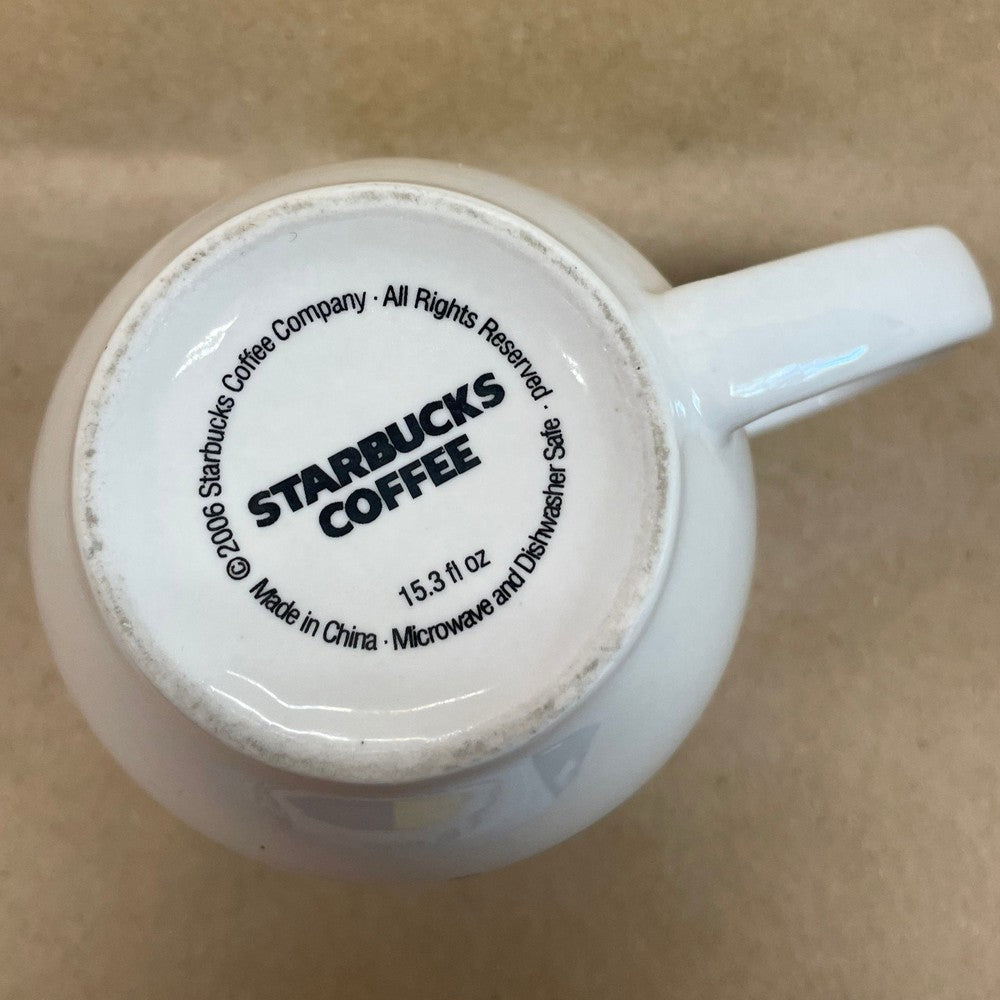 © 2006 Starbucks Coffee Company · All Rights Reserved ·
STARBUCKS
COFFEE
15.3 fl oz
Made in China · Microwave and Dishwasher Safe ·